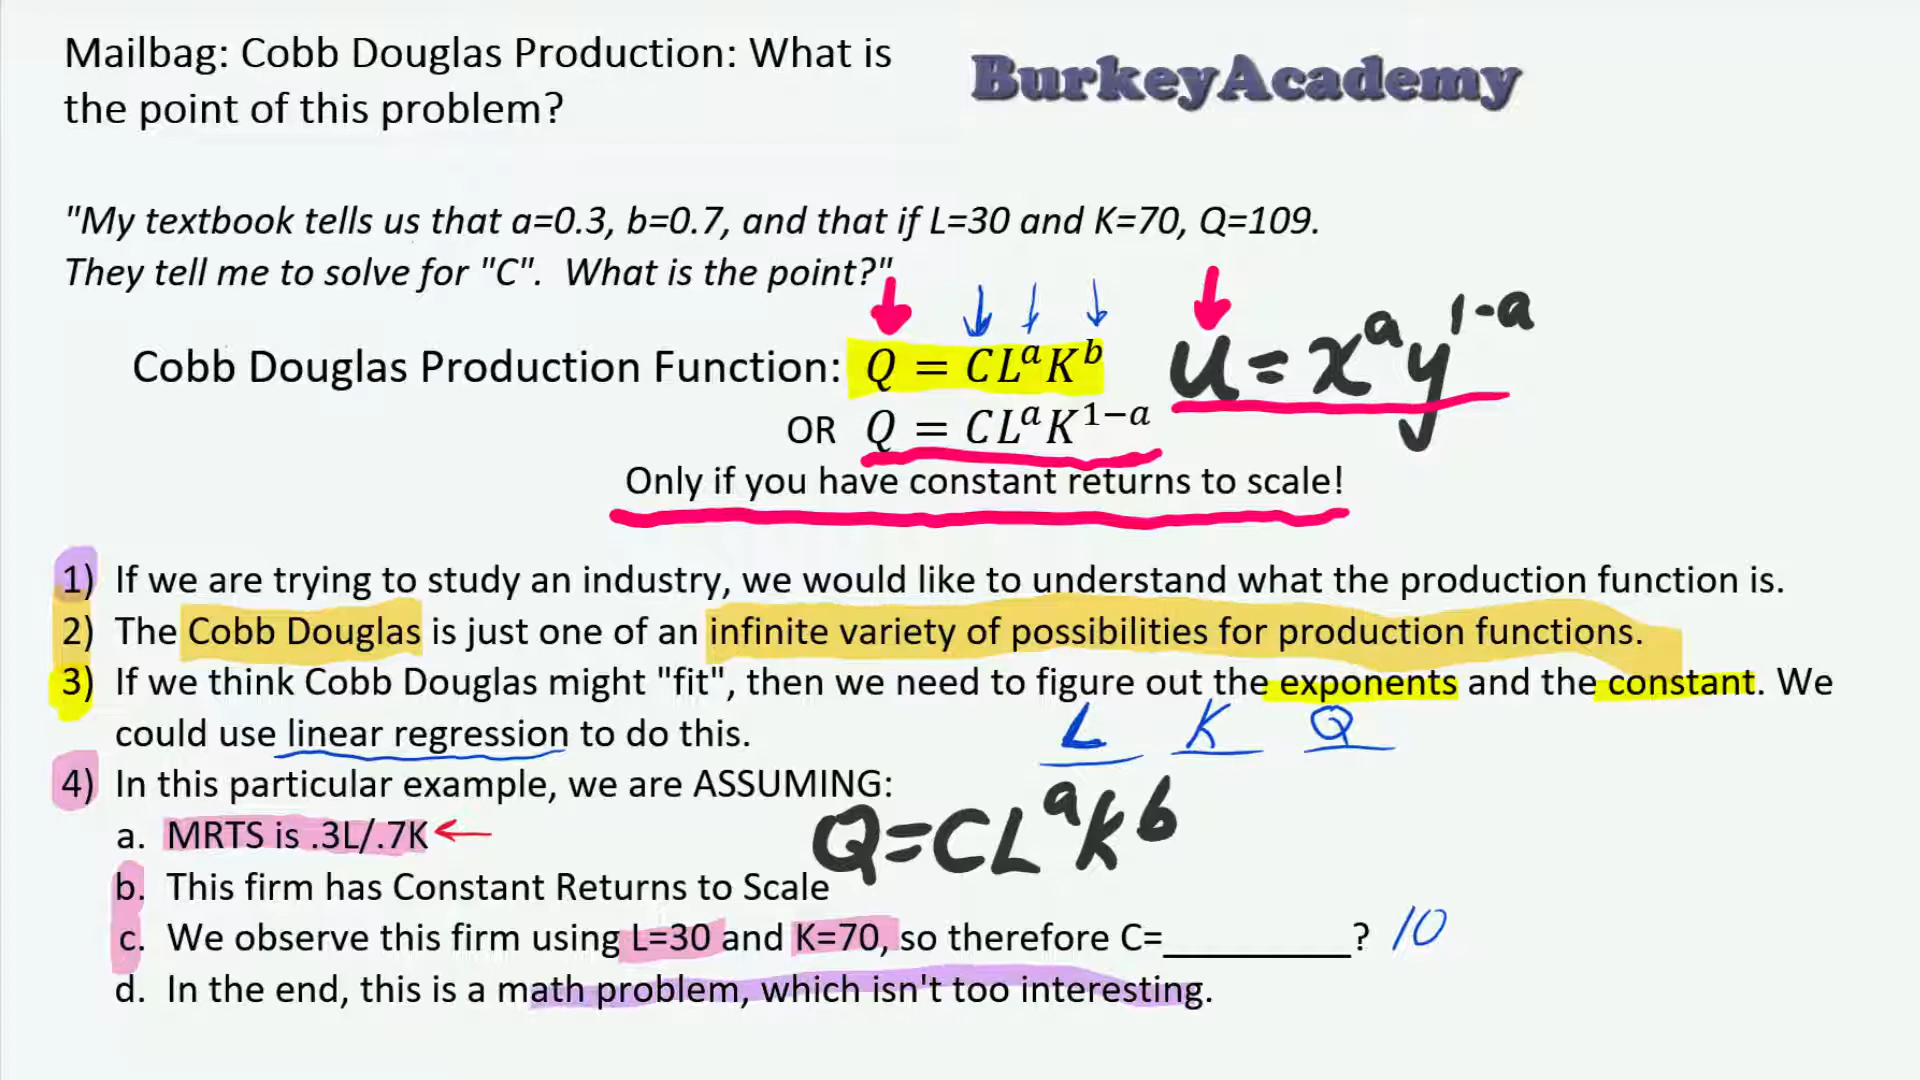 Mailbag: Cobb Douglas Production: What is
the point of this problem?
BurkeyAcademy
"My textbook tells us that a=0.3, b=0.7, and that if L=30 and K=70, Q=109.
They tell me to solve for "C". What is the point?"
Cobb Douglas Production Function: Q = CL^a K^b
U = x^a y^1-a
OR Q = CL^a K^1−a
Only if you have constant returns to scale!
1) If we are trying to study an industry, we would like to understand what the production function is.
2) The Cobb Douglas is just one of an infinite variety of possibilities for production functions.
3) If we think Cobb Douglas might "fit", then we need to figure out the exponents and the constant. We
could use linear regression to do this.
L K Q
4) In this particular example, we are ASSUMING:
a. MRTS is .3L/.7K
Q=CL^a K^b
b. This firm has Constant Returns to Scale
c. We observe this firm using L=30 and K=70, so therefore C=_________? 10
d. In the end, this is a math problem, which isn't too interesting.